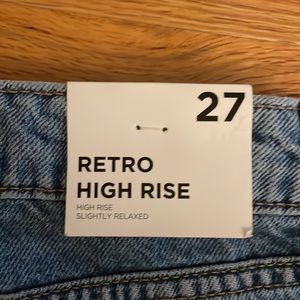 27
RETRO
HIGH RISE
HIGH RISE
SLIGHTLY RELAXED